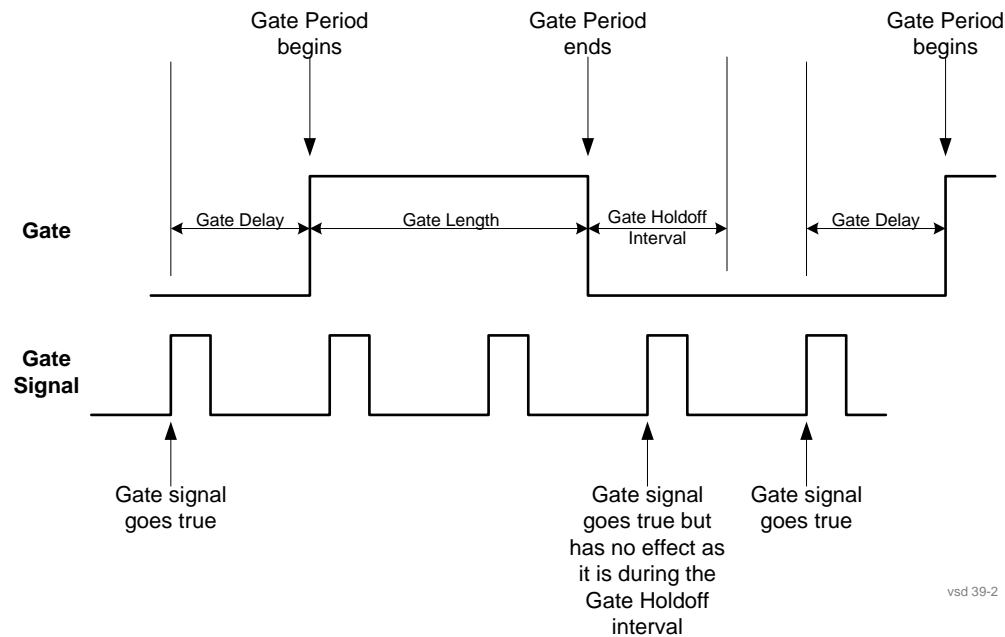 Gate Period
begins
Gate Period
ends
Gate Period
begins
Gate
Gate Delay
Gate Length
Gate Holdoff
Interval
Gate Delay
Gate
Signal
Gate signal
goes true
Gate signal
goes true but
has no effect as
it is during the
Gate Holdoff
interval
Gate signal
goes true
vsd 39-2